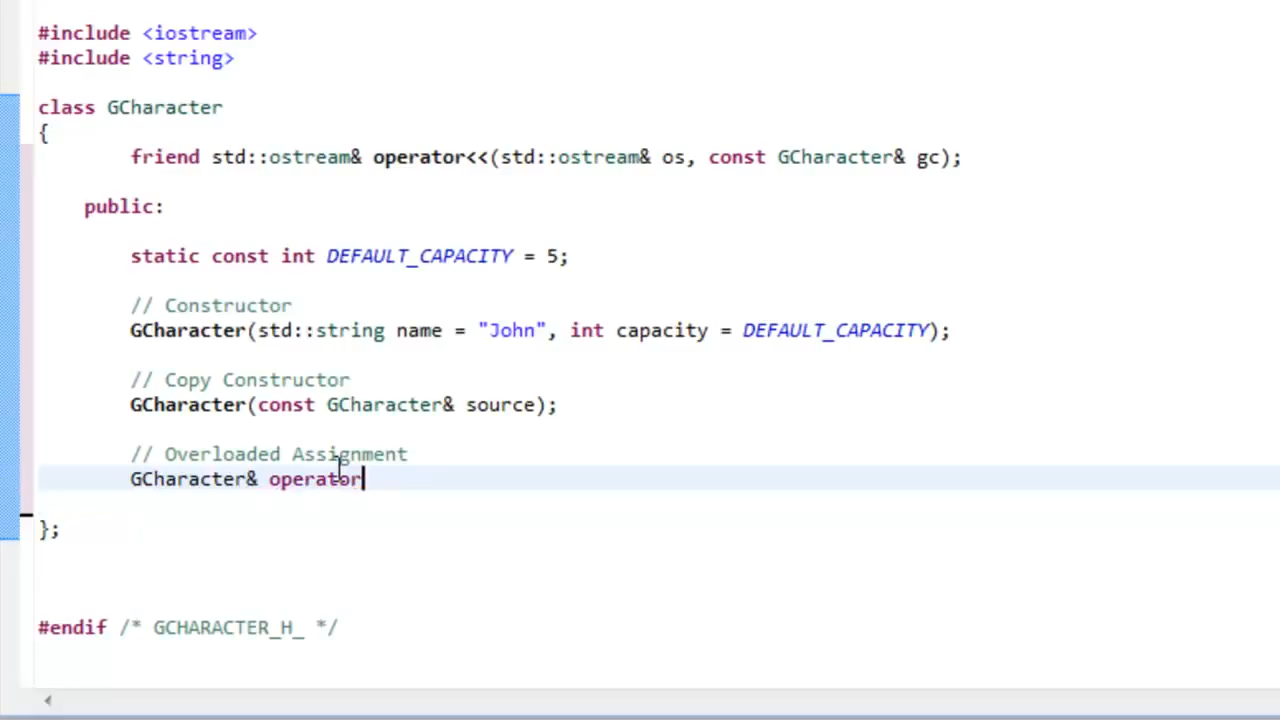 #include <iostream>
#include <string>
class GCharacter
{
friend std::ostream& operator<<(std::ostream& os, const GCharacter& gc);
public:
static const int DEFAULT_CAPACITY = 5;
// Constructor
GCharacter(std::string name = "John", int capacity = DEFAULT_CAPACITY);
// Copy Constructor
GCharacter(const GCharacter& source);
// Overloaded Assignment
GCharacter& operator
};
#endif /* GCHARACTER_H_ */